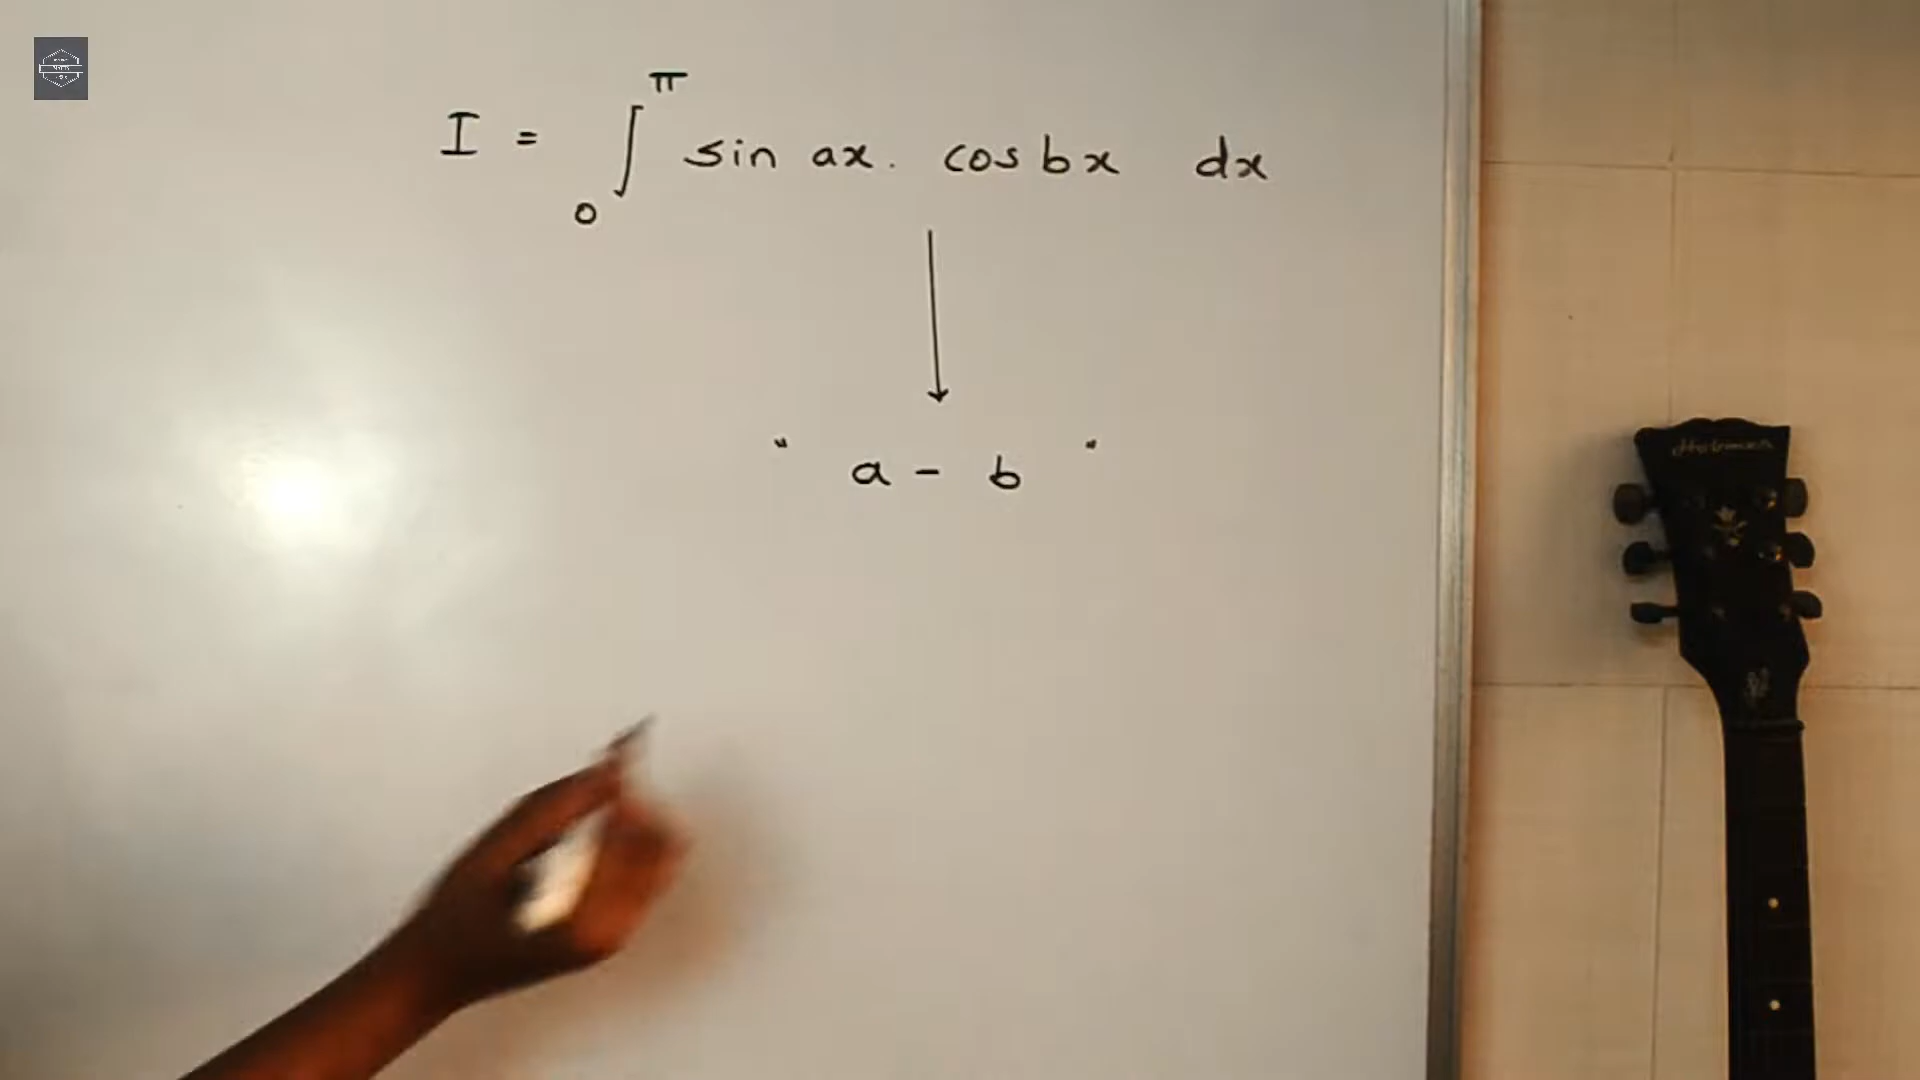 I = ∫₀^π sin ax . cos bx dx
" a - b "